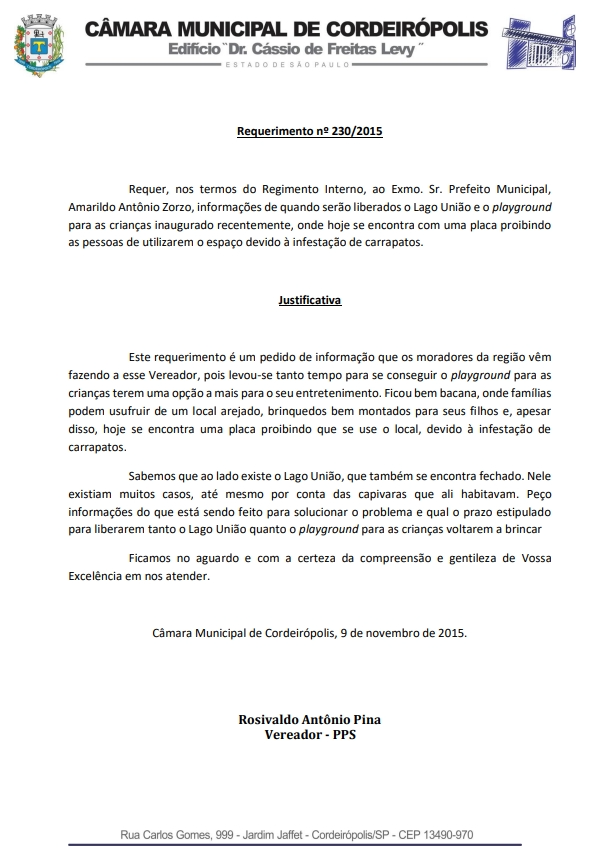 CÂMARA MUNICIPAL DE CORDEIRÓPOLIS
Edifício "Dr. Cássio de Freitas Levy"
ESTADO DE SÃO PAULO
Requerimento nº 230/2015
Requer, nos termos do Regimento Interno, ao Exmo. Sr. Prefeito Municipal,
Amarildo Antônio Zorzo, informações de quando serão liberados o Lago União e o playground
para as crianças inaugurado recentemente, onde hoje se encontra com uma placa proibindo
as pessoas de utilizarem o espaço devido à infestação de carrapatos.
Justificativa
Este requerimento é um pedido de informação que os moradores da região vêm
fazendo a esse Vereador, pois levou-se tanto tempo para se conseguir o playground para as
crianças terem uma opção a mais para o seu entretenimento. Ficou bem bacana, onde famílias
podem usufruir de um local arejado, brinquedos bem montados para seus filhos e, apesar
disso, hoje se encontra uma placa proibindo que se use o local, devido à infestação de
carrapatos.
Sabemos que ao lado existe o Lago União, que também se encontra fechado. Nele
existiam muitos casos, até mesmo por conta das capivaras que ali habitavam. Peço
informações do que está sendo feito para solucionar o problema e qual o prazo estipulado
para liberarem tanto o Lago União quanto o playground para as crianças voltarem a brincar
Ficamos no aguardo e com a certeza da compreensão e gentileza de Vossa
Excelência em nos atender.
Câmara Municipal de Cordeirópolis, 9 de novembro de 2015.
Rosivaldo Antônio Pina
Vereador - PPS
Rua Carlos Gomes, 999 - Jardim Jaffet - Cordeirópolis/SP - CEP 13490-970